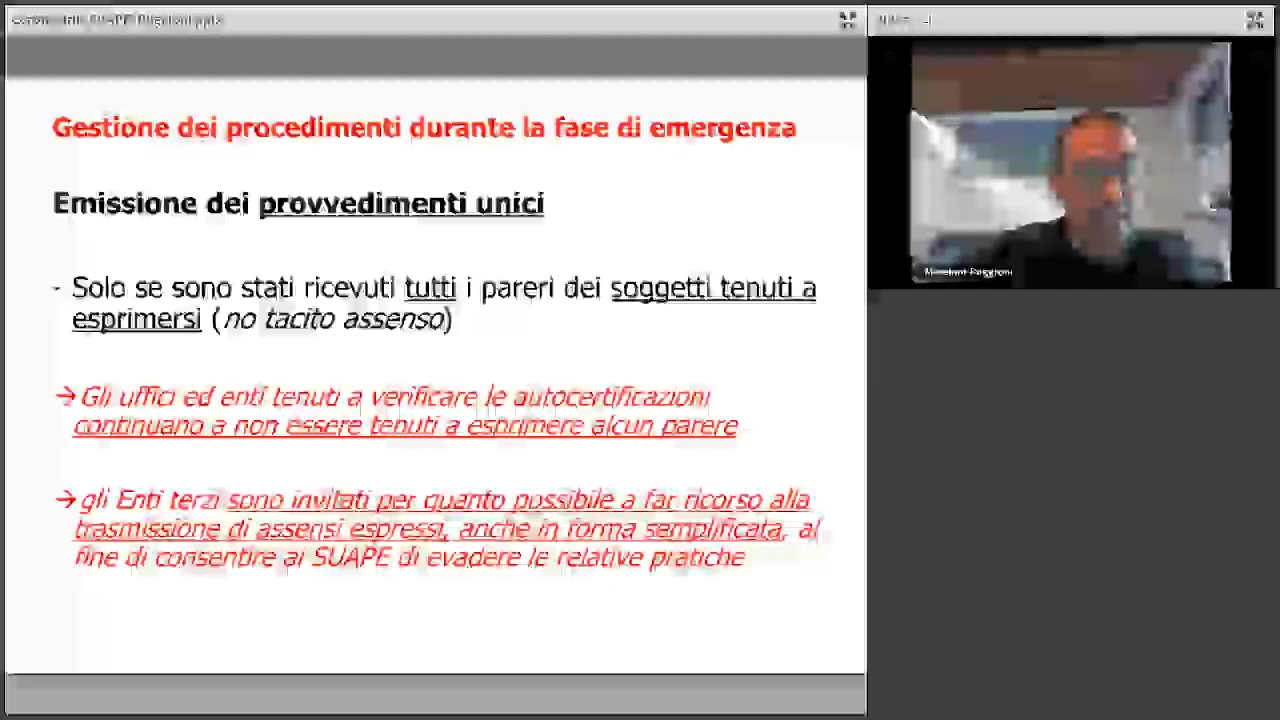 Gestione dei procedimenti durante la fase di emergenza
Emissione dei provvedimenti unici
- Solo se sono stati ricevuti tutti i pareri dei soggetti tenuti a
esprimersi (no tacito assenso)
→ Gli uffici ed enti tenuti a verificare le autocertificazioni
continuano a non essere tenuti a esprimere alcun parere
→ gli Enti terzi sono invitati per quanto possibile a far ricorso alla
trasmissione di assensi espressi, anche in forma semplificata, al
fine di consentire ai SUAPE di evadere le relative pratiche